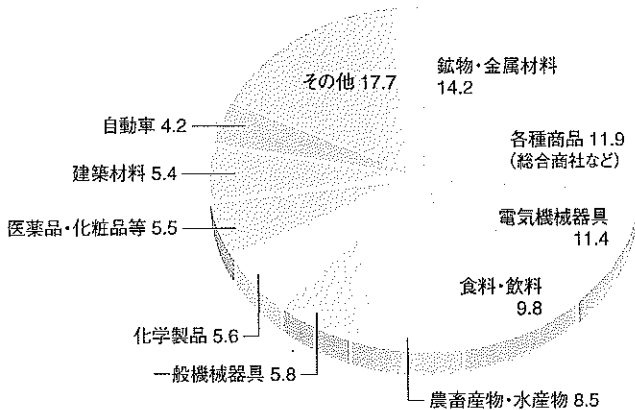 鉱物・金属材料
14.2
各種商品 11.9
(総合商社など)
電気機械器具
11.4
食料・飲料
9.8
農畜産物・水産物 8.5
一般機械器具 5.8
化学製品 5.6
医薬品・化粧品等 5.5
建築材料 5.4
自動車 4.2
その他 17.7